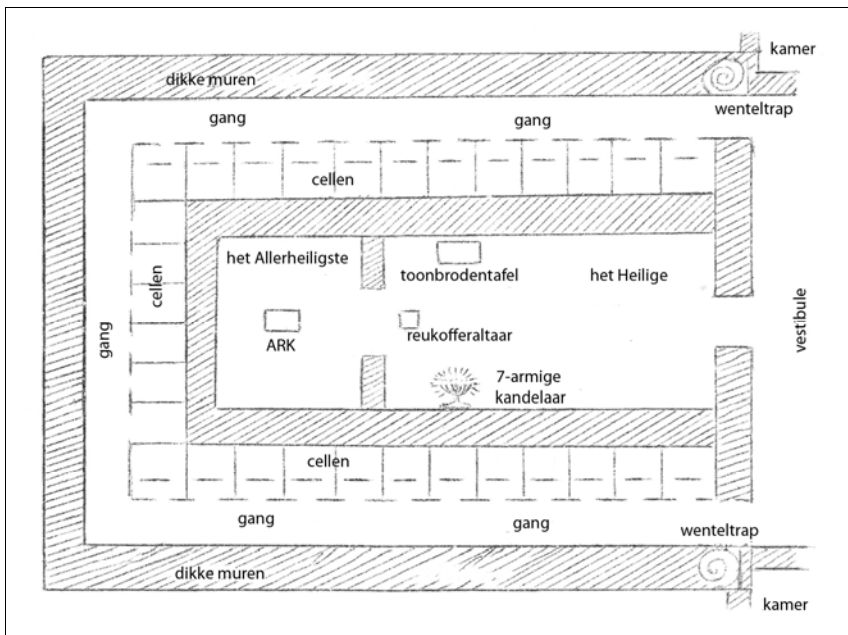 kamer
dikke muren
wenteltrap
gang
gang
cellen
het Allerheiligste
toonbrodentafel
het Heilige
cellen
gang
vestibule
ARK
reukofferaltaar
7-armige
kandelaar
cellen
gang
gang
wenteltrap
dikke muren
kamer